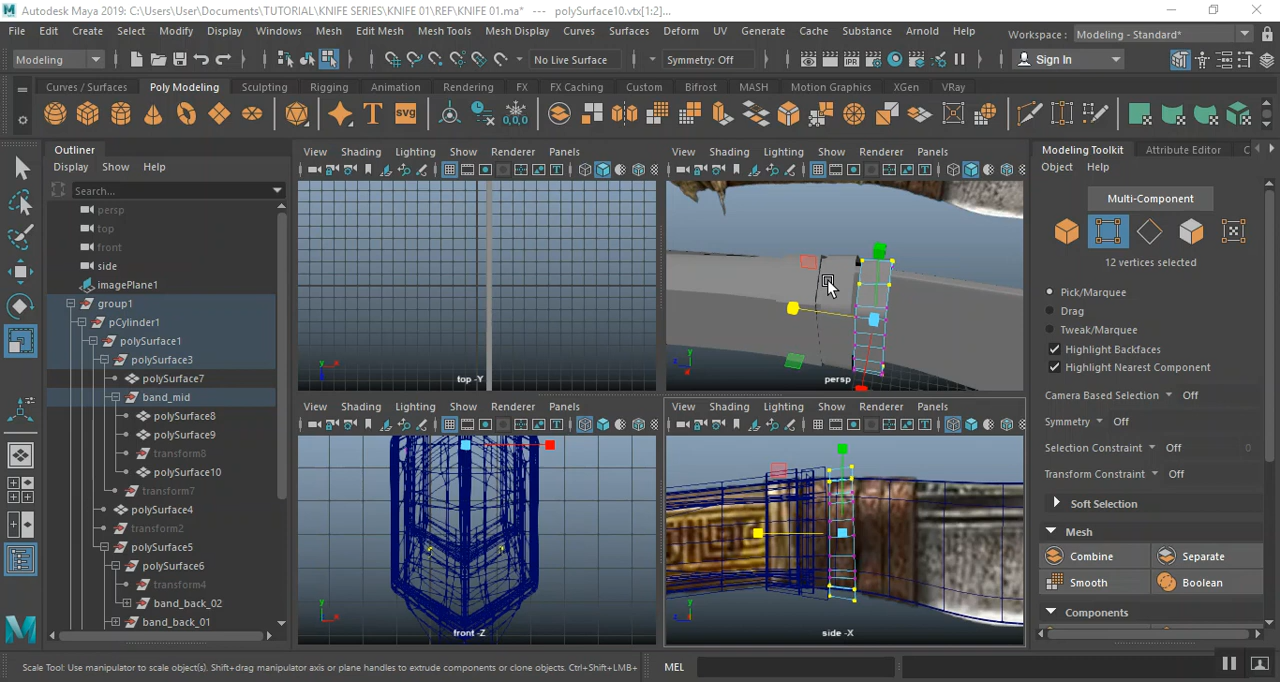 Autodesk Maya 2019: C:\Users\User\Documents\TUTORIAL\KNIFE SERIES\KNIFE 01\REF\KNIFE 01.ma* --- polySurface10.vtx[1:2]...
File Edit Create Select Modify Display Windows Mesh Edit Mesh Mesh Tools Mesh Display Curves Surfaces Deform UV Generate Cache Substance Arnold Help Workspace : Modeling - Standard*
Modeling No Live Surface Symmetry: Off Sign In
Curves / Surfaces Poly Modeling Sculpting Rigging Animation Rendering FX FX Caching Custom Bifrost MASH Motion Graphics XGen VRay
SVG 0,0,0
Outliner
Display Show Help
Search...
persp
top
front
side
imagePlane1
group1
pCylinder1
polySurface1
polySurface3
polySurface7
band_mid
polySurface8
polySurface9
transform8
polySurface10
transform7
polySurface4
transform2
polySurface5
polySurface6
transform4
band_back_02
band_back_01
View Shading Lighting Show Renderer Panels
top -Y
View Shading Lighting Show Renderer Panels
persp
View Shading Lighting Show Renderer Panels
front -Z
View Shading Lighting Show Renderer Panels
side -X
Modeling Toolkit Attribute Editor C
Object Help
Multi-Component
12 vertices selected
Pick/Marquee
Drag
Tweak/Marquee
Highlight Backfaces
Highlight Nearest Component
Camera Based Selection Off
Symmetry Off
Selection Constraint Off 0
Transform Constraint Off
Soft Selection
Mesh
Combine Separate
Smooth Boolean
Components
Scale Tool: Use manipulator to scale object(s). Shift+drag manipulator axis or plane handles to extrude components or clone objects. Ctrl+Shift+LMB+ MEL